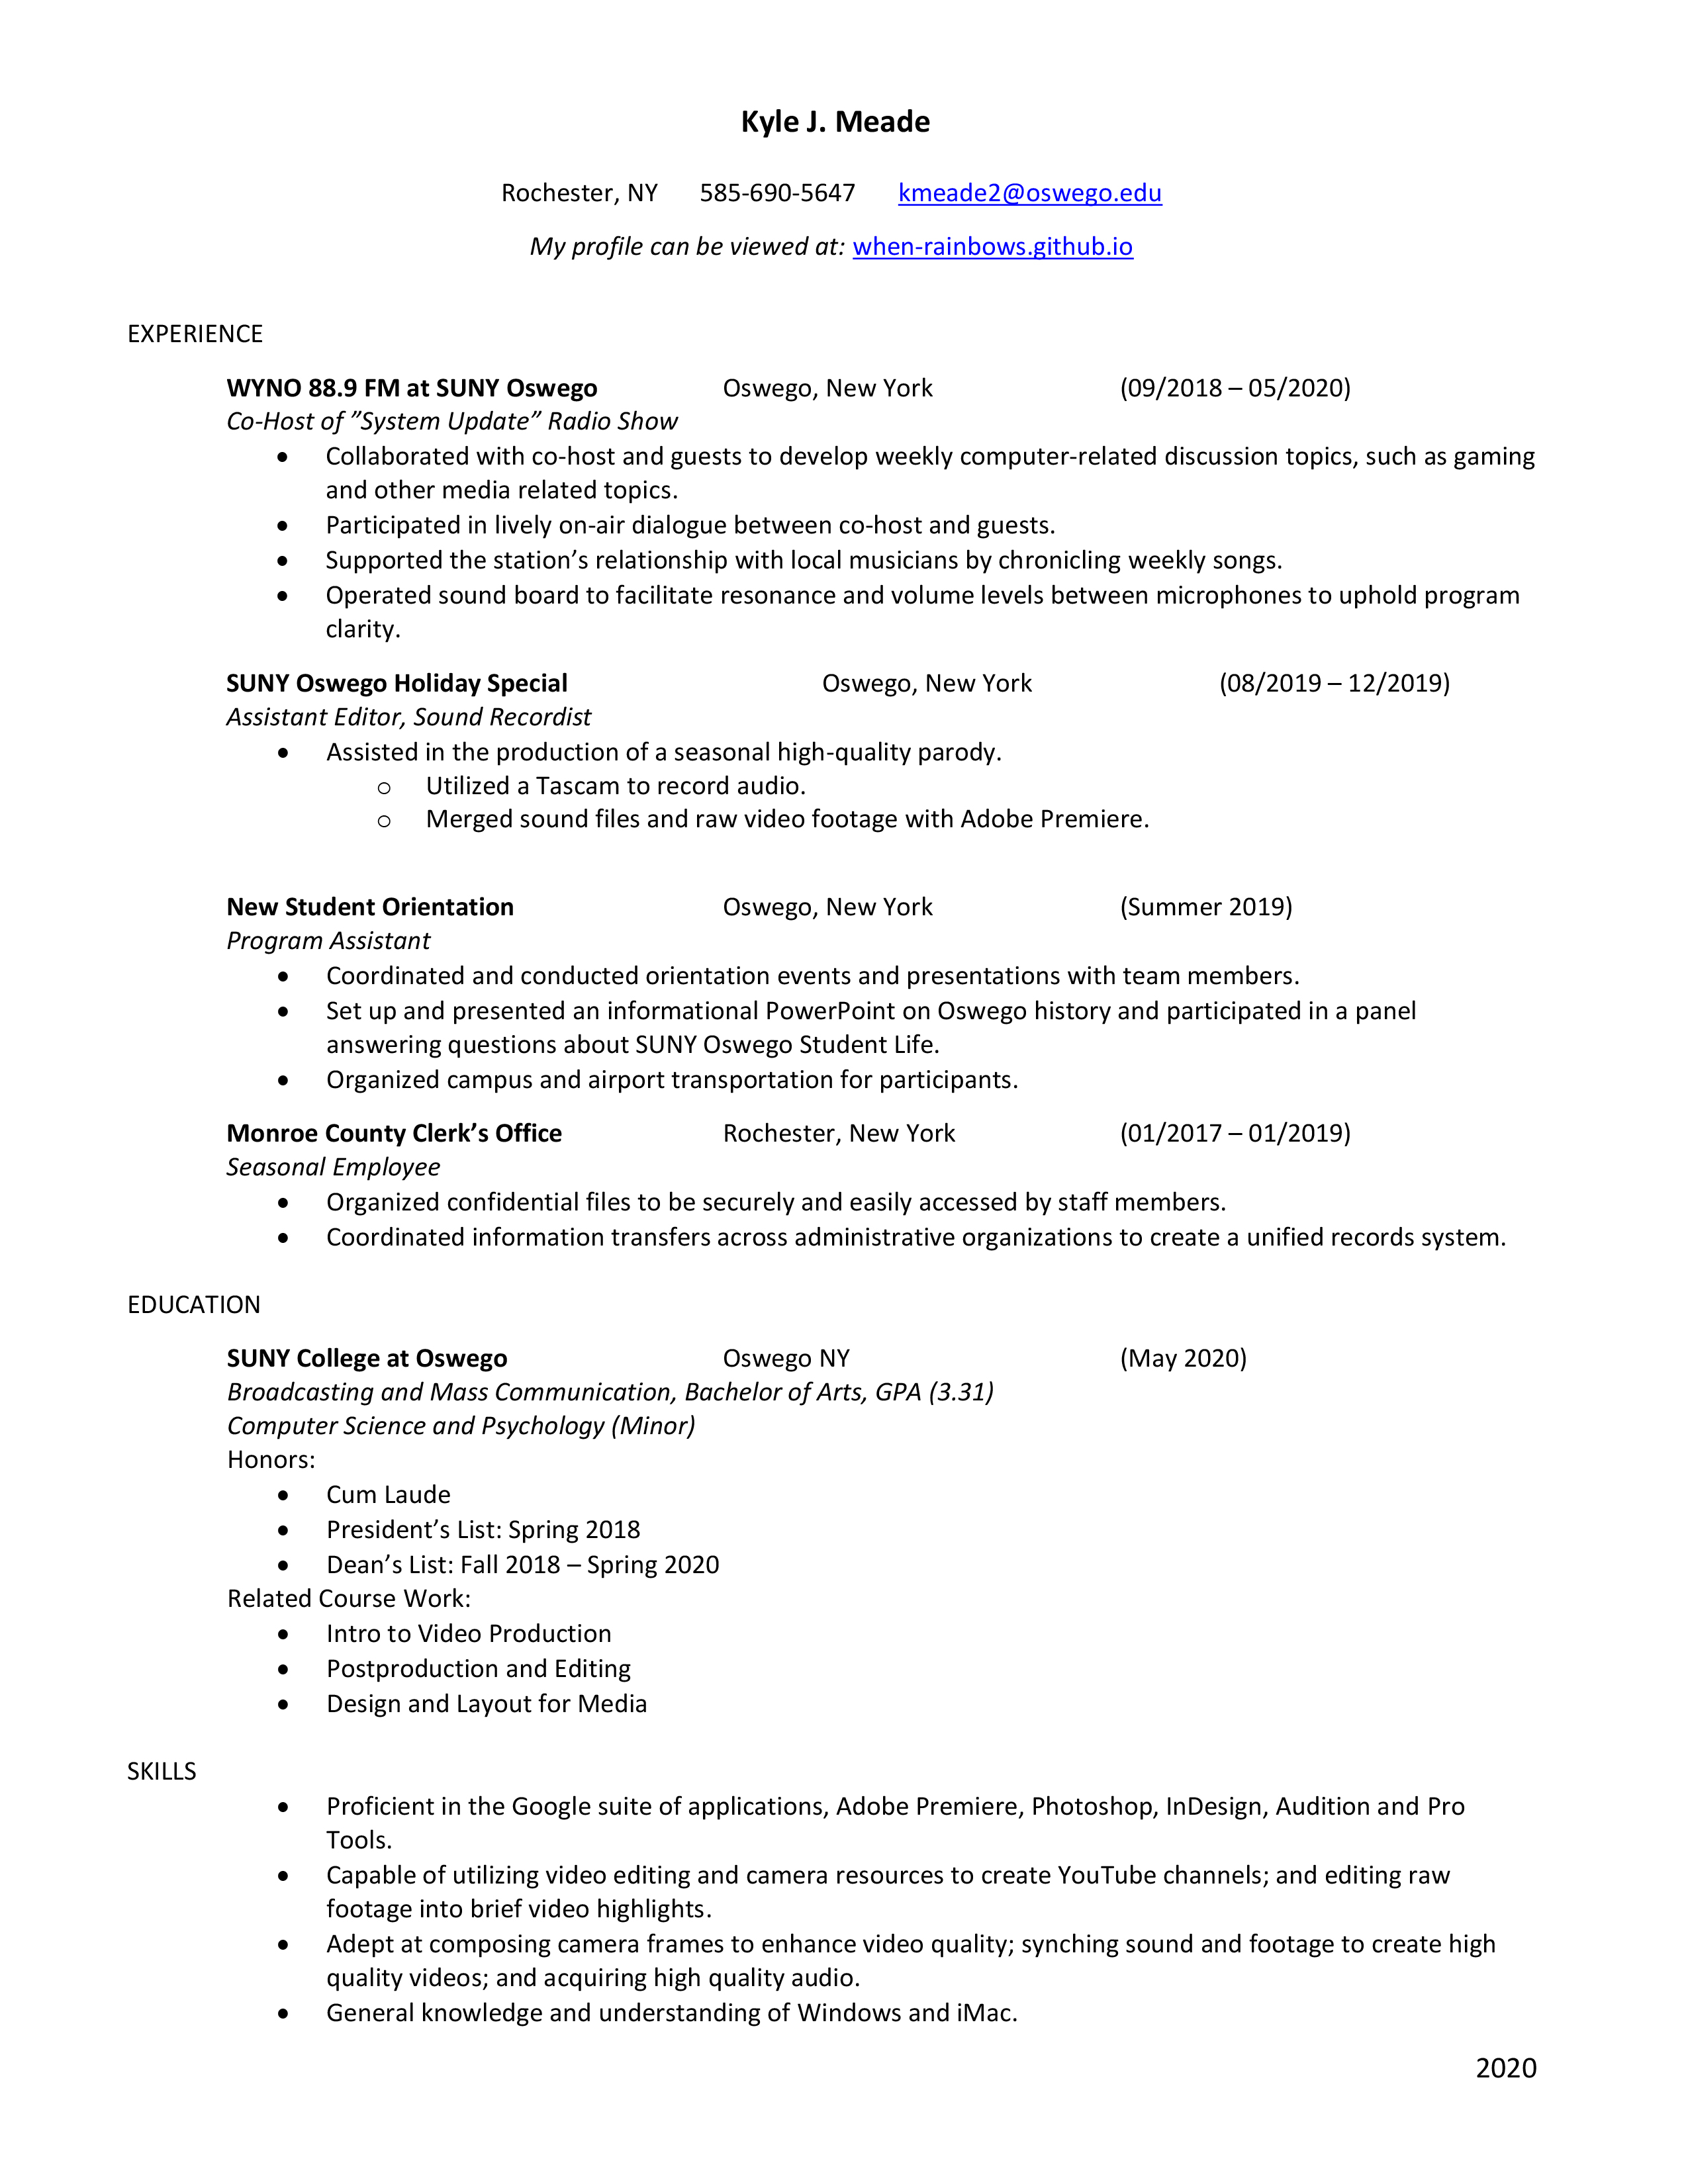 Kyle J. Meade
Rochester, NY 585-690-5647 kmeade2@oswego.edu
My profile can be viewed at: when-rainbows.github.io
EXPERIENCE
WYNO 88.9 FM at SUNY Oswego Oswego, New York (09/2018 – 05/2020)
Co-Host of ”System Update” Radio Show
• Collaborated with co-host and guests to develop weekly computer-related discussion topics, such as gaming
and other media related topics.
• Participated in lively on-air dialogue between co-host and guests.
• Supported the station’s relationship with local musicians by chronicling weekly songs.
• Operated sound board to facilitate resonance and volume levels between microphones to uphold program
clarity.
SUNY Oswego Holiday Special Oswego, New York (08/2019 – 12/2019)
Assistant Editor, Sound Recordist
• Assisted in the production of a seasonal high-quality parody.
o Utilized a Tascam to record audio.
o Merged sound files and raw video footage with Adobe Premiere.
New Student Orientation Oswego, New York (Summer 2019)
Program Assistant
• Coordinated and conducted orientation events and presentations with team members.
• Set up and presented an informational PowerPoint on Oswego history and participated in a panel
answering questions about SUNY Oswego Student Life.
• Organized campus and airport transportation for participants.
Monroe County Clerk’s Office Rochester, New York (01/2017 – 01/2019)
Seasonal Employee
• Organized confidential files to be securely and easily accessed by staff members.
• Coordinated information transfers across administrative organizations to create a unified records system.
EDUCATION
SUNY College at Oswego Oswego NY (May 2020)
Broadcasting and Mass Communication, Bachelor of Arts, GPA (3.31)
Computer Science and Psychology (Minor)
Honors:
• Cum Laude
• President’s List: Spring 2018
• Dean’s List: Fall 2018 – Spring 2020
Related Course Work:
• Intro to Video Production
• Postproduction and Editing
• Design and Layout for Media
SKILLS
• Proficient in the Google suite of applications, Adobe Premiere, Photoshop, InDesign, Audition and Pro
Tools.
• Capable of utilizing video editing and camera resources to create YouTube channels; and editing raw
footage into brief video highlights.
• Adept at composing camera frames to enhance video quality; synching sound and footage to create high
quality videos; and acquiring high quality audio.
• General knowledge and understanding of Windows and iMac.
2020